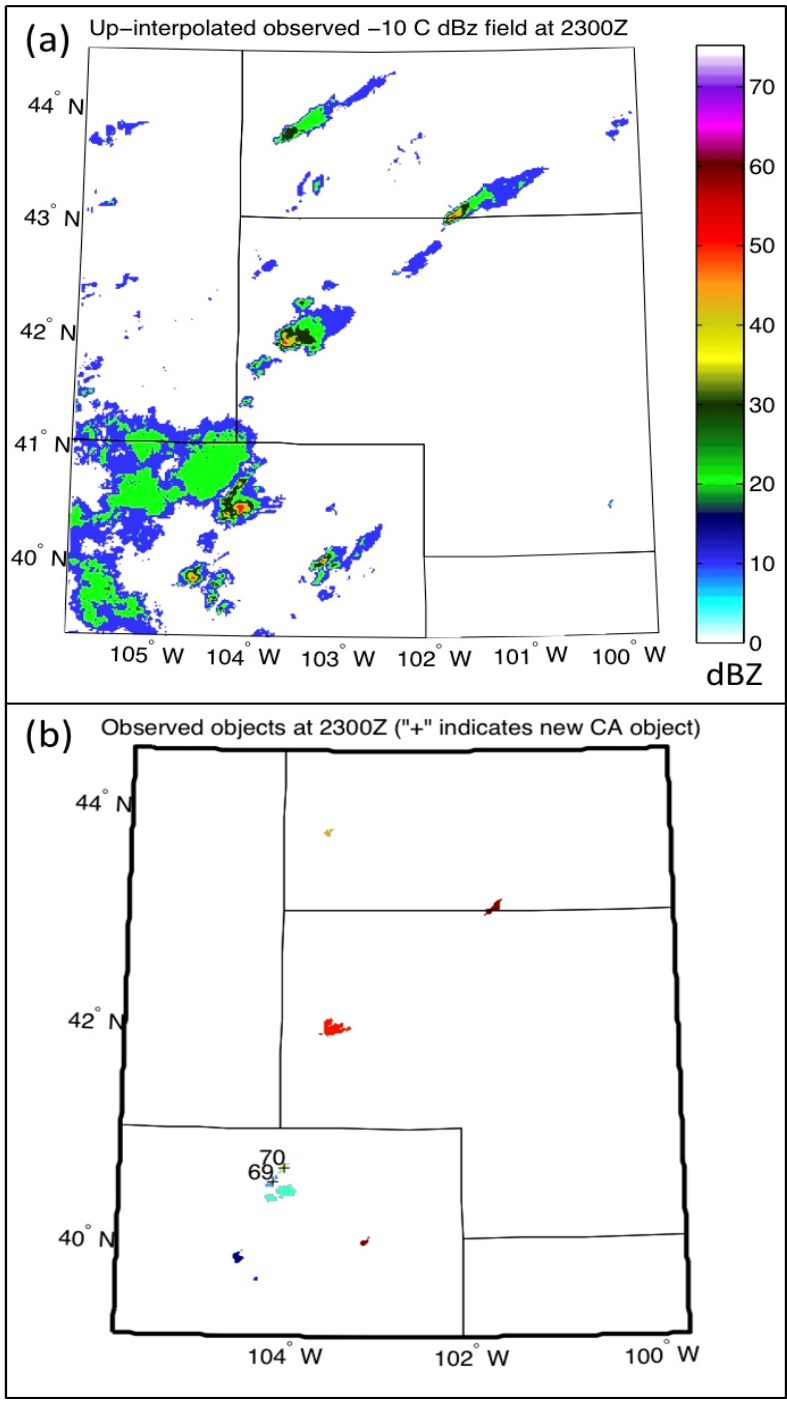 (a)
Up−interpolated observed −10 C dBz field at 2300Z
44° N
43° N
42° N
41° N
40° N
105° W 104° W 103° W 102° W 101° W 100° W
70
60
50
40
30
20
10
0
dBZ
(b)
Observed objects at 2300Z ("+" indicates new CA object)
44° N
42° N
70
69
40° N
104° W 102° W 100° W